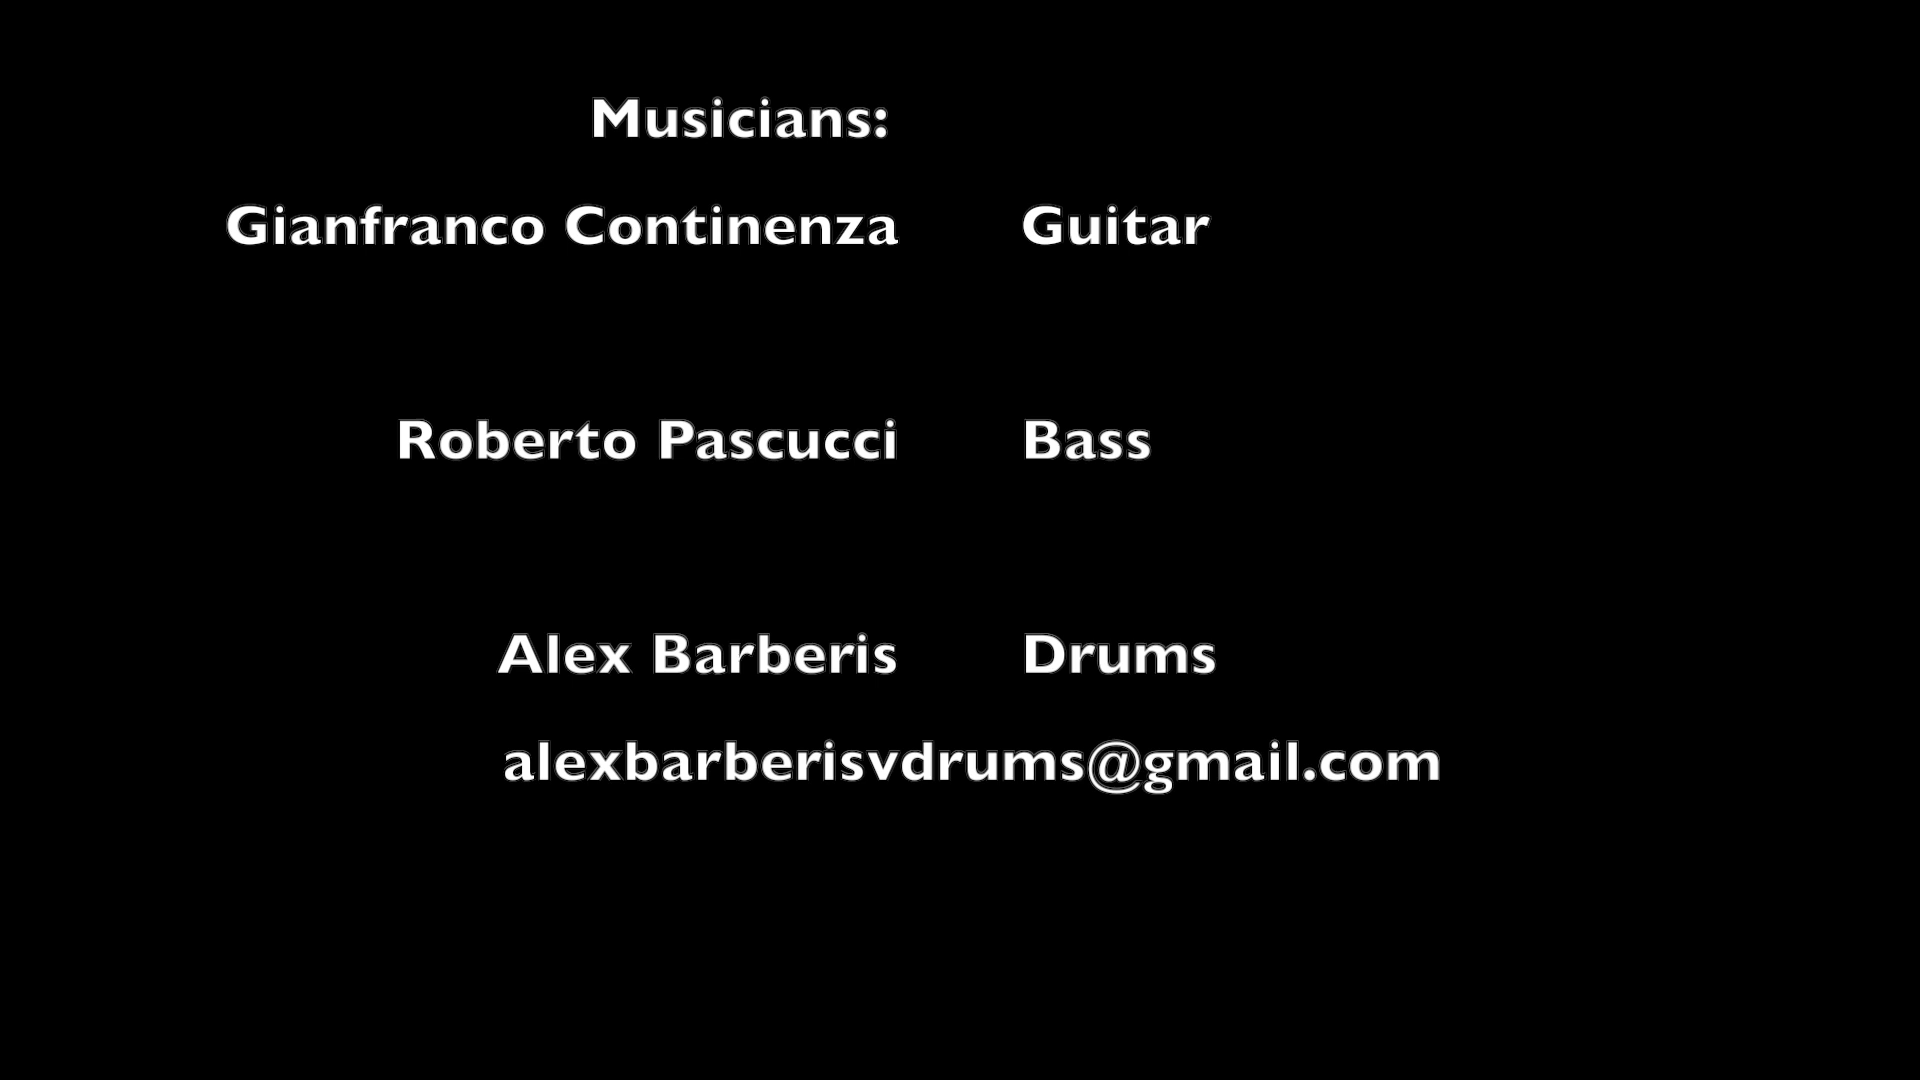 Musicians:
Gianfranco Continenza Guitar
Roberto Pascucci Bass
Alex Barberis Drums
alexbarberisvdrums@gmail.com